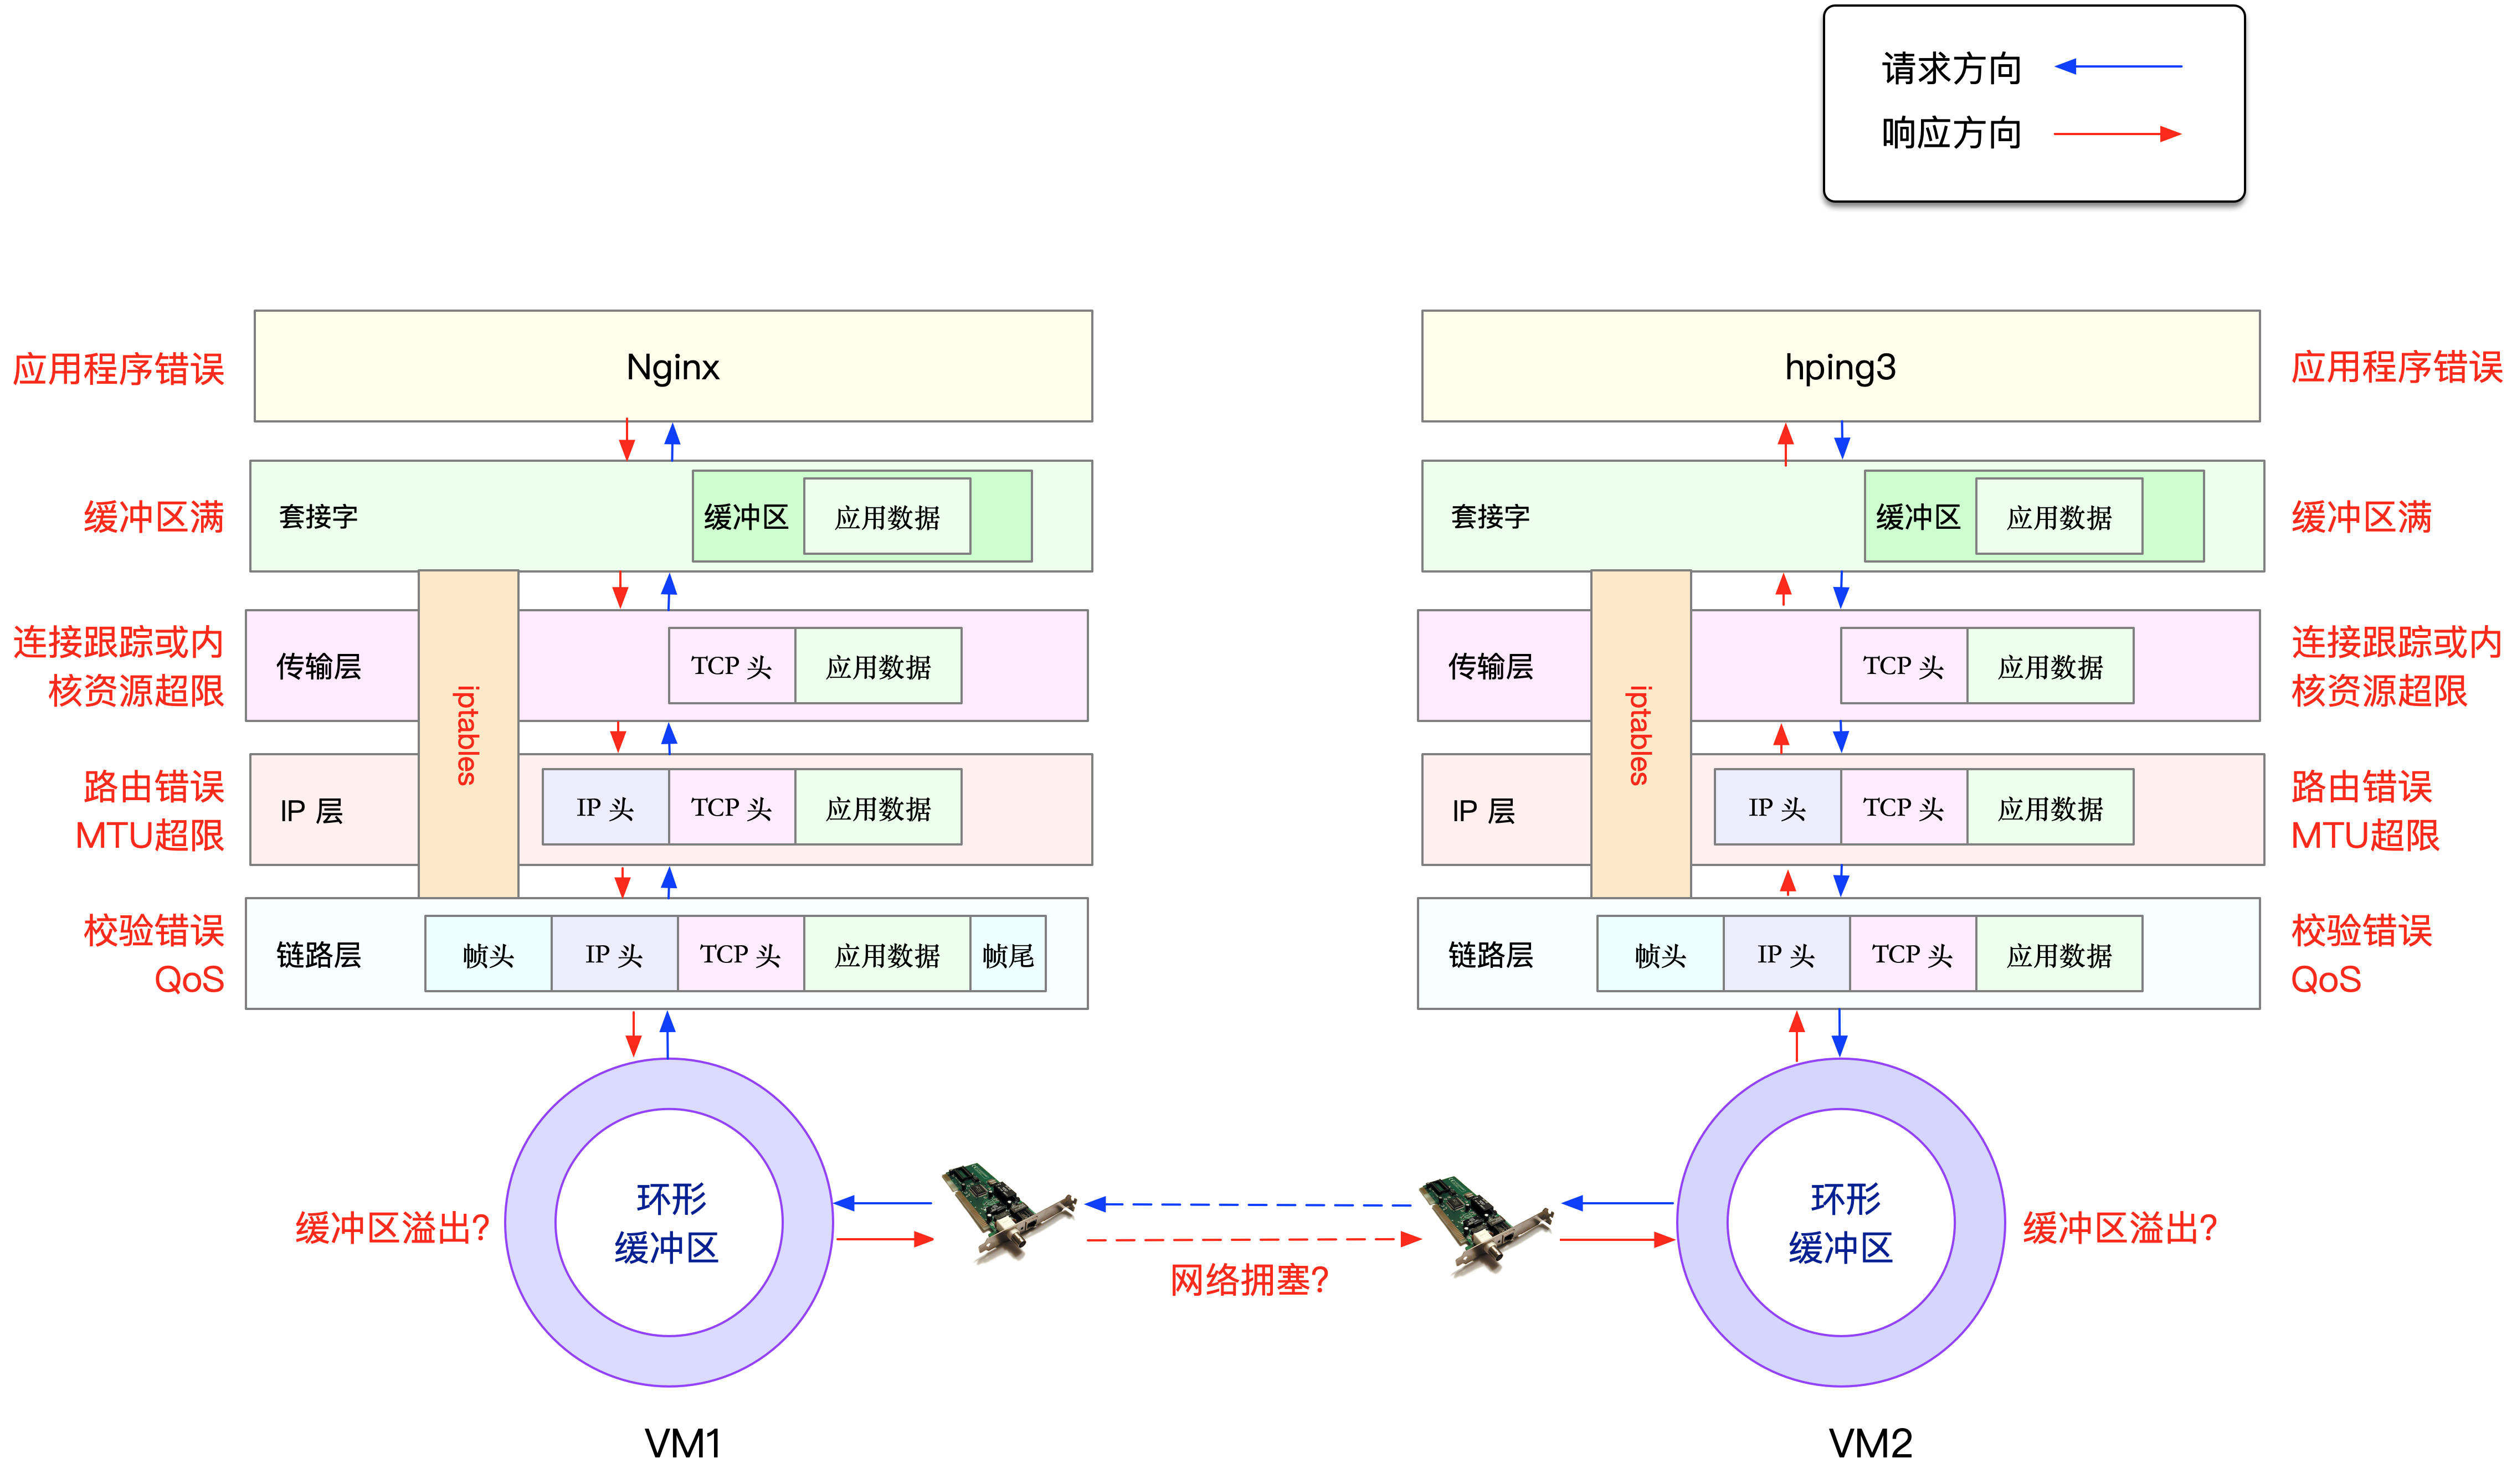 请求方向
响应方向
应用程序错误
Nginx
缓冲区满
套接字
缓冲区
应用数据
连接跟踪或内
核资源超限
传输层
TCP 头
应用数据
iptables
路由错误
MTU超限
IP 层
IP 头
TCP 头
应用数据
校验错误
QoS
链路层
帧头
IP 头
TCP 头
应用数据
帧尾
缓冲区溢出?
环形
缓冲区
VM1
网络拥塞?
hping3
应用程序错误
套接字
缓冲区
应用数据
缓冲区满
传输层
TCP 头
应用数据
连接跟踪或内
核资源超限
iptables
IP 层
IP 头
TCP 头
应用数据
路由错误
MTU超限
链路层
帧头
IP 头
TCP 头
应用数据
校验错误
QoS
环形
缓冲区
缓冲区溢出?
VM2